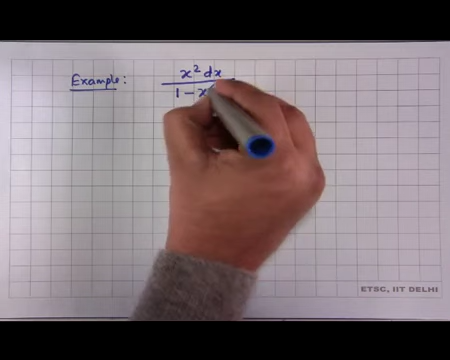 Example: x² dx
1 - x
ETSC, IIT DELHI